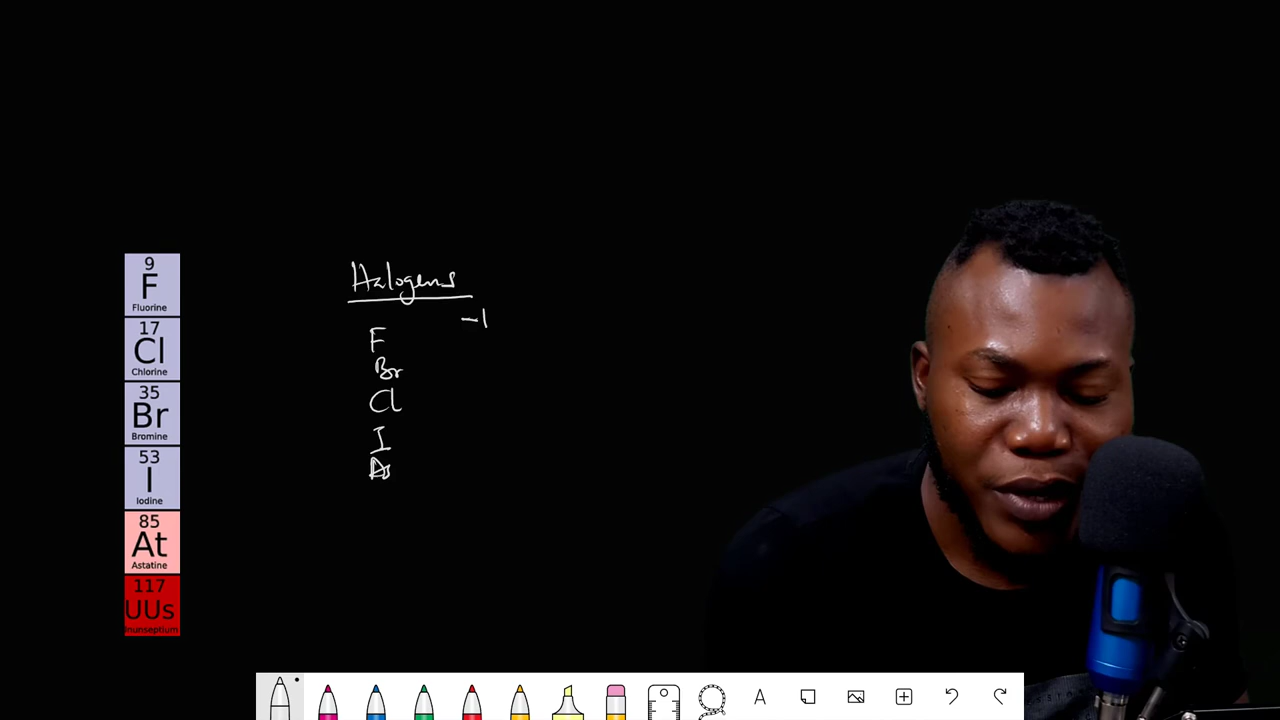 9
F
Fluorine
17
Cl
Chlorine
35
Br
Bromine
53
I
Iodine
85
At
Astatine
117
UUs
Halogens
-1
F
Br
Cl
I
A